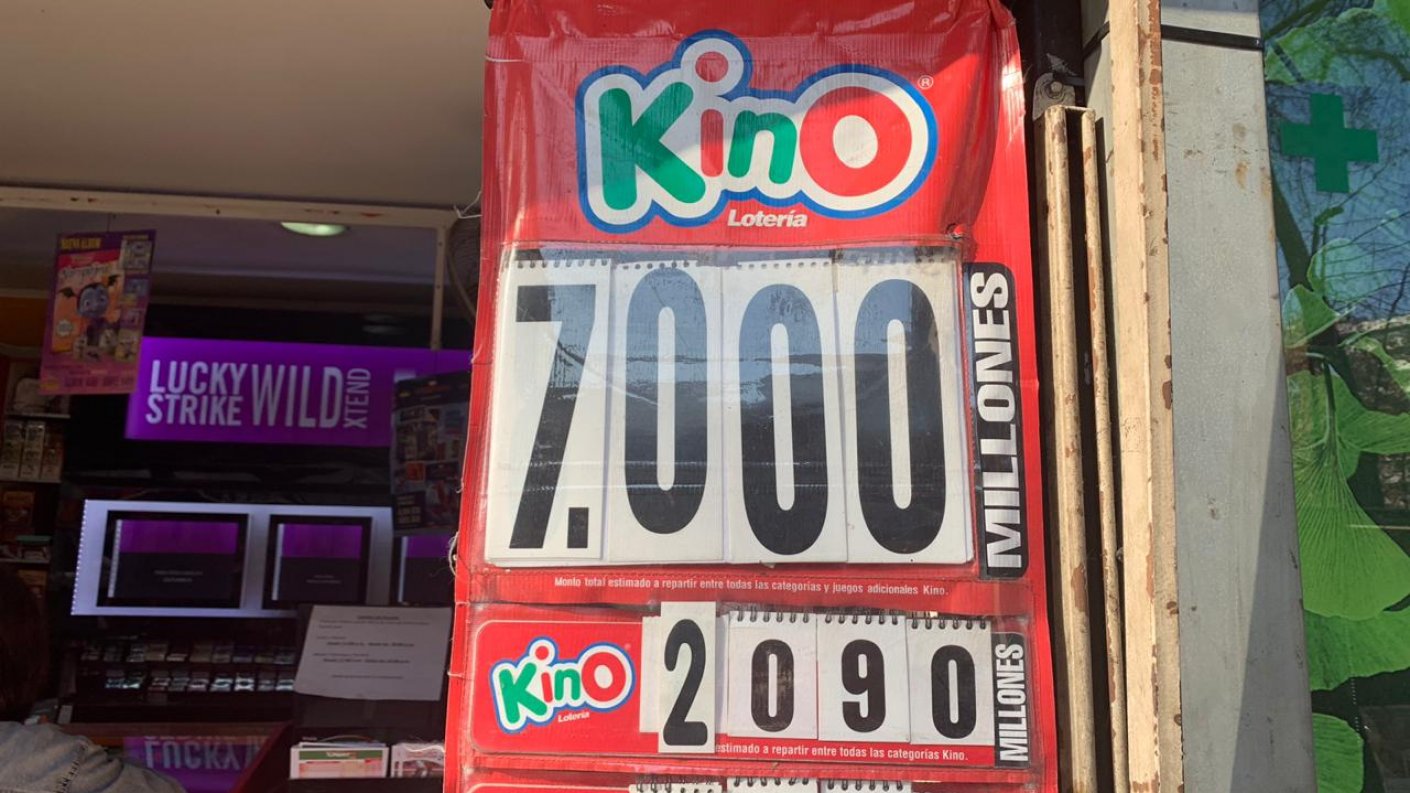 Kino®
Lotería
7.000
MILLONES
Monto total estimado a repartir entre todas las categorías y juegos adicionales Kino.
Kino
Lotería
2090
MILLONES
estimado a repartir entre todas las categorías Kino.
LUCKY
STRIKE
WILD
XTEND
LUCKY